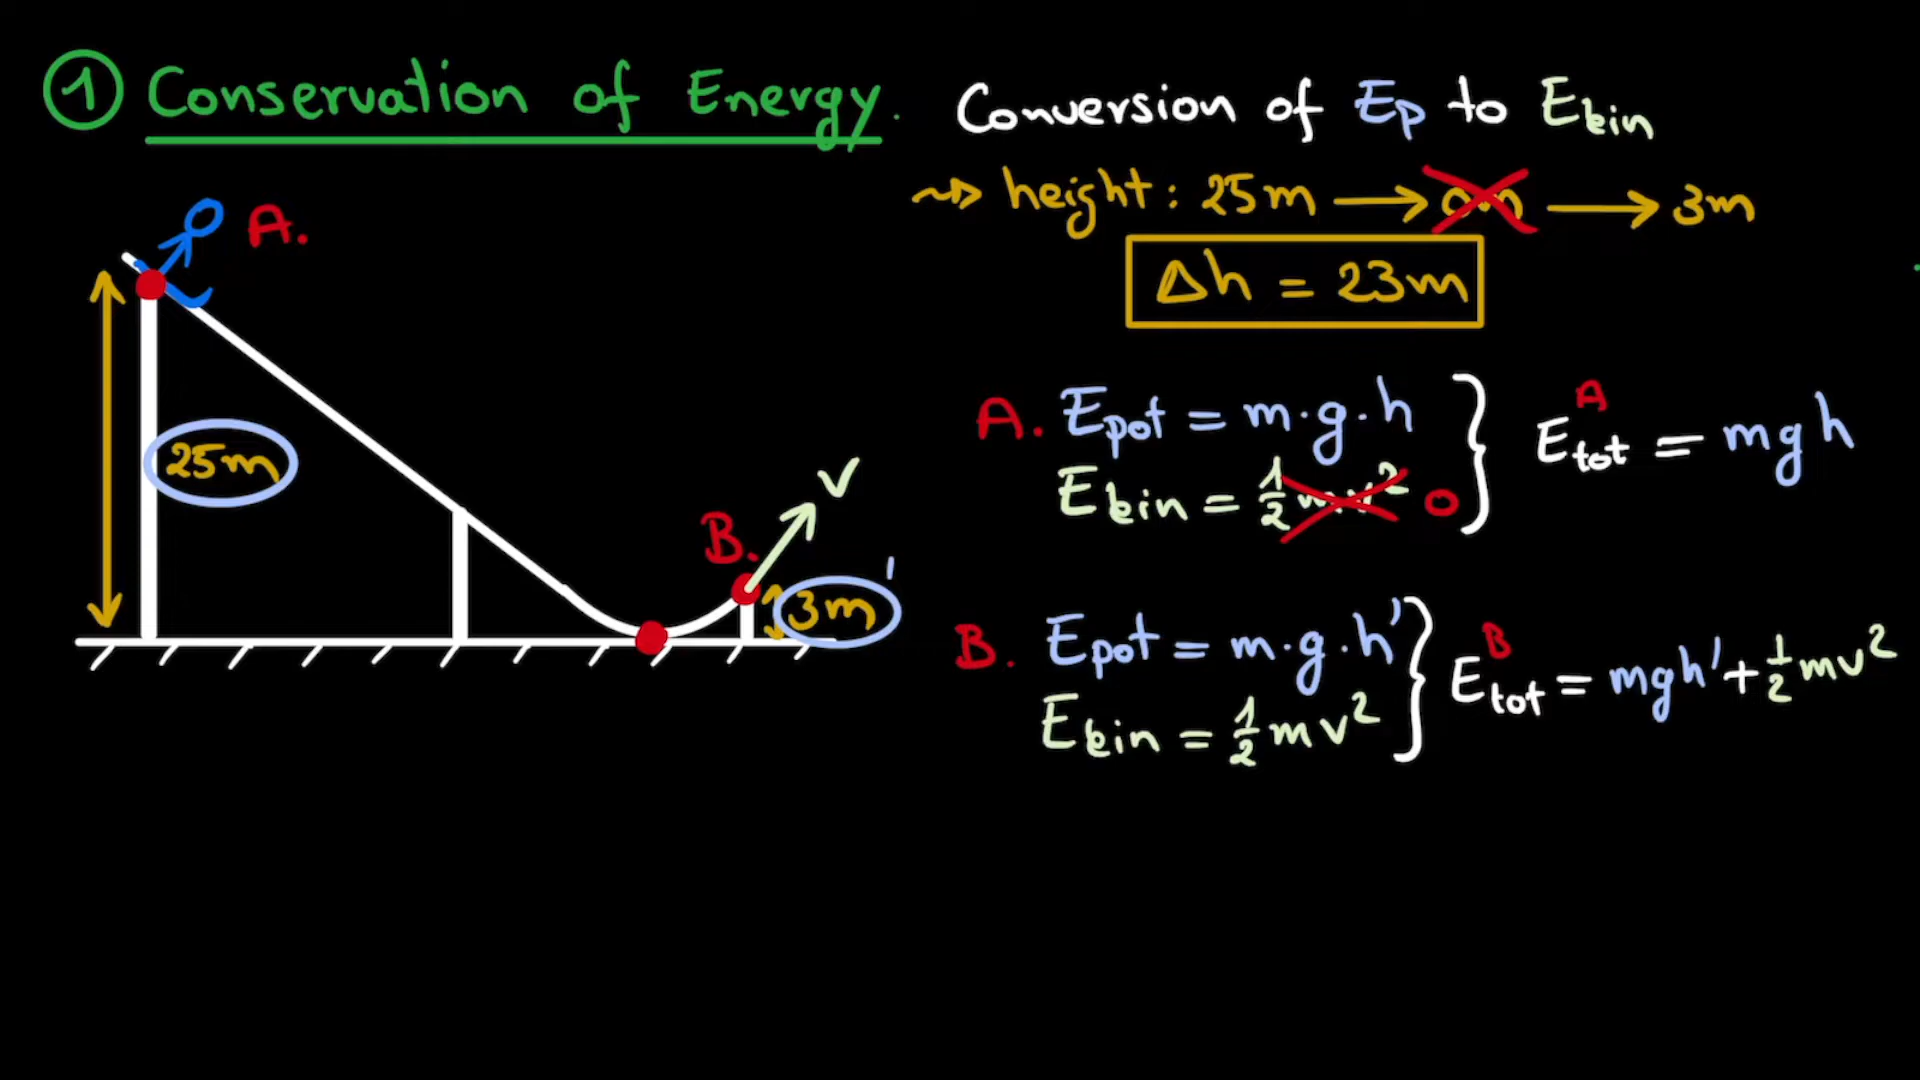 ① Conservation of Energy.
Conversion of Ep to Ekin
⇝ height: 25m → 0m → 3m
Δh = 23m
A.
25m
B.
v
3m '
A. Epot = m·g·h
Ekin = ½mv² 0
E^A_tot = mgh
B. Epot = m·g·h'
Ekin = ½mv²
E^B_tot = mgh' + ½mv²